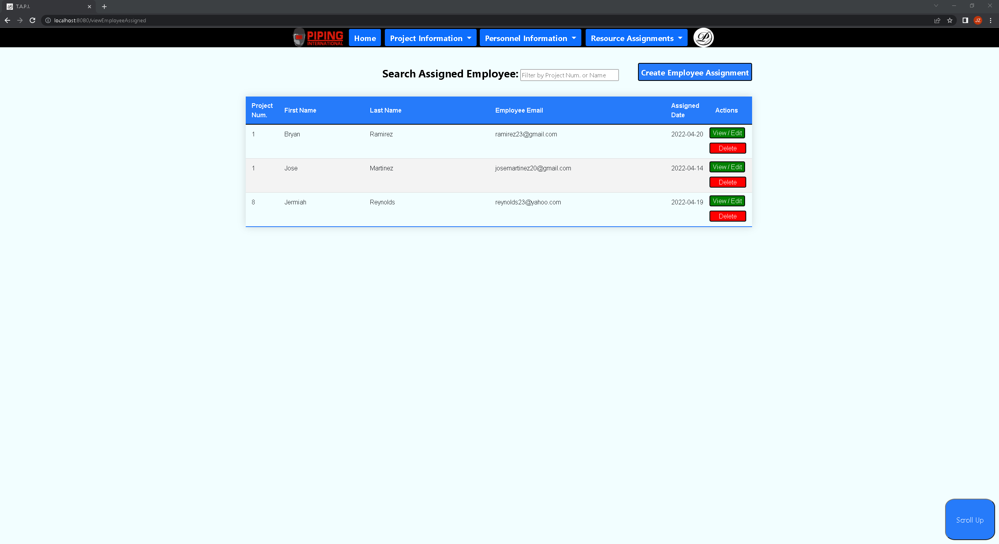 T.A.P.I.
localhost:8080/viewEmployeeAssigned
JZ
PIPING
INTERNATIONAL
Home
Project Information
Personnel Information
Resource Assignments
Search Assigned Employee:
Filter by Project Num. or Name
Create Employee Assignment
Project Num. First Name Last Name Employee Email Assigned Date Actions
1 Bryan Ramirez ramirez23@gmail.com 2022-04-20 View / Edit
Delete
1 Jose Martinez josemartinez20@gmail.com 2022-04-14 View / Edit
Delete
8 Jermiah Reynolds reynolds23@yahoo.com 2022-04-19 View / Edit
Delete
Scroll Up